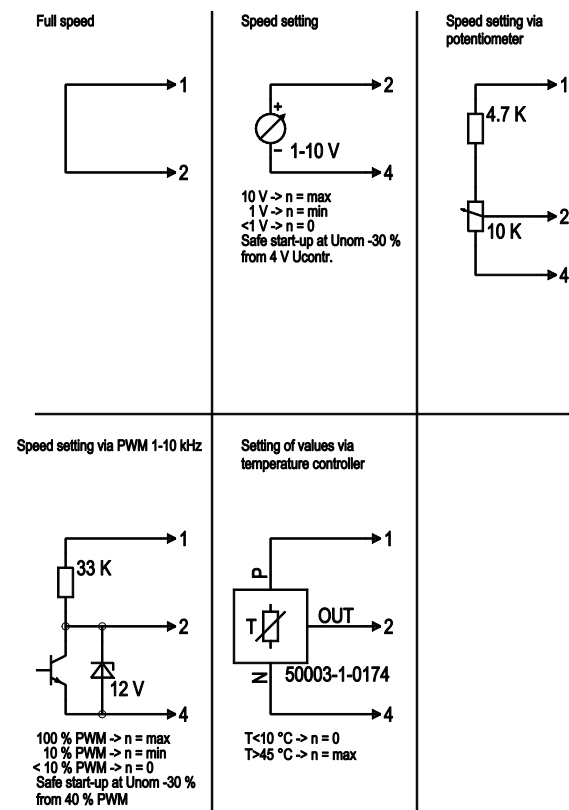 Full speed
1
2
Speed setting
2
+
1-10 V
–
4
10 V -> n = max
1 V -> n = min
<1 V -> n = 0
Safe start-up at Unom -30 %
from 4 V Ucontr.
Speed setting via
potentiometer
1
4.7 K
2
10 K
4
Speed setting via PWM 1-10 kHz
1
33 K
2
12 V
4
100 % PWM -> n = max
10 % PWM -> n = min
< 10 % PWM -> n = 0
Safe start-up at Unom -30 %
from 40 % PWM
Setting of values via
temperature controller
1
P
T
OUT
2
N
50003-1-0174
4
T<10 °C -> n = 0
T>45 °C -> n = max